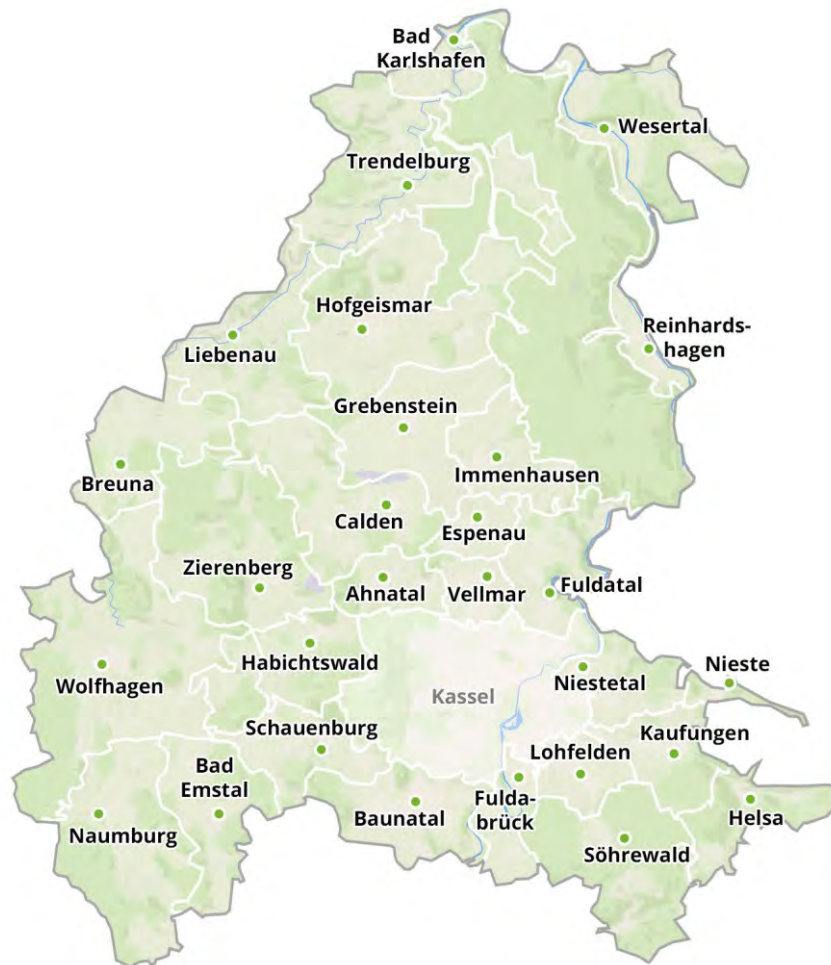 Bad
Karlshafen
Wesertal
Trendelburg
Hofgeismar
Liebenau
Reinhards-
hagen
Grebenstein
Immenhausen
Breuna
Calden
Espenau
Zierenberg
Ahnatal
Vellmar
Fuldatal
Habichtswald
Wolfhagen
Kassel
Niestetal
Nieste
Schauenburg
Lohfelden
Kaufungen
Bad
Emstal
Naumburg
Baunatal
Fulda-
brück
Helsa
Söhrewald